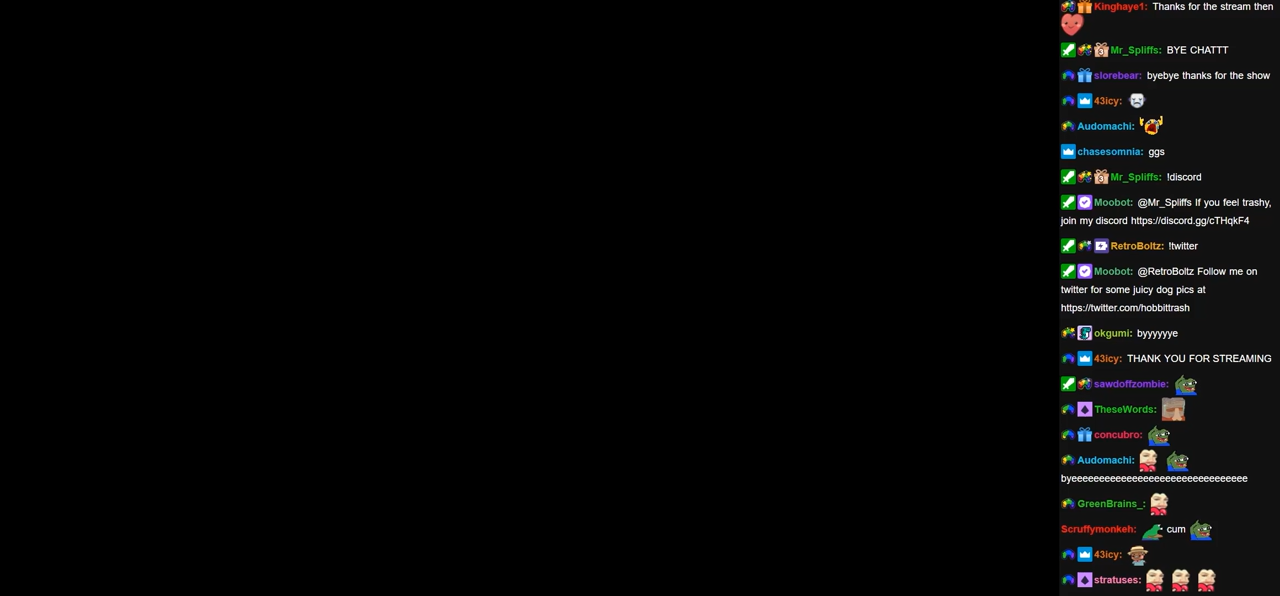 Kinghaye1: Thanks for the stream then
Mr_Spliffs: BYE CHATTT
slorebear: byebye thanks for the show
43icy:
Audomachi:
chasesomnia: ggs
Mr_Spliffs: !discord
Moobot: @Mr_Spliffs If you feel trashy,
join my discord https://discord.gg/cTHqkF4
RetroBoltz: !twitter
Moobot: @RetroBoltz Follow me on
twitter for some juicy dog pics at
https://twitter.com/hobbittrash
okgumi: byyyyyye
43icy: THANK YOU FOR STREAMING
sawdoffzombie:
TheseWords:
concubro:
Audomachi:
byeeeeeeeeeeeeeeeeeeeeeeeeeeeeeeee
GreenBrains_:
Scruffymonkeh: cum
43icy:
stratuses: